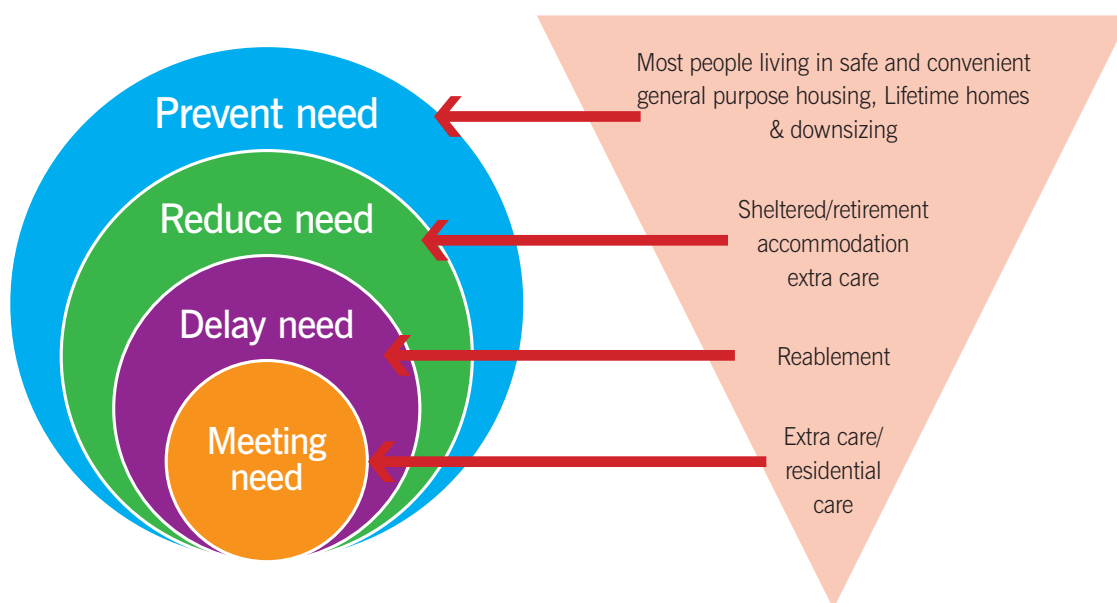 Prevent need
Most people living in safe and convenient
general purpose housing, Lifetime homes
& downsizing
Reduce need
Sheltered/retirement
accommodation
extra care
Delay need
Reablement
Meeting
need
Extra care/
residential
care